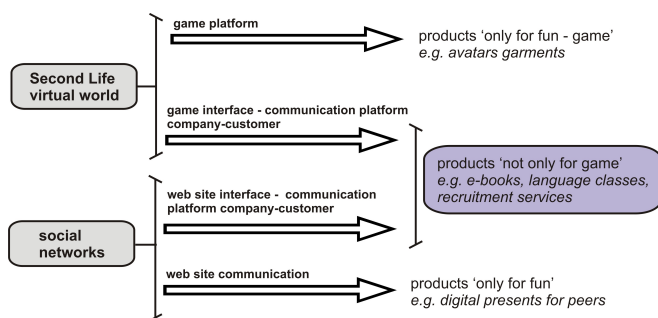 game platform
products ‘only for fun - game’
e.g. avatars garments
Second Life
virtual world
game interface - communication platform
company-customer
products ‘not only for game’
e.g. e-books, language classes,
recruitment services
web site interface - communication
platform company-customer
social
networks
web site communication
products ‘only for fun’
e.g. digital presents for peers